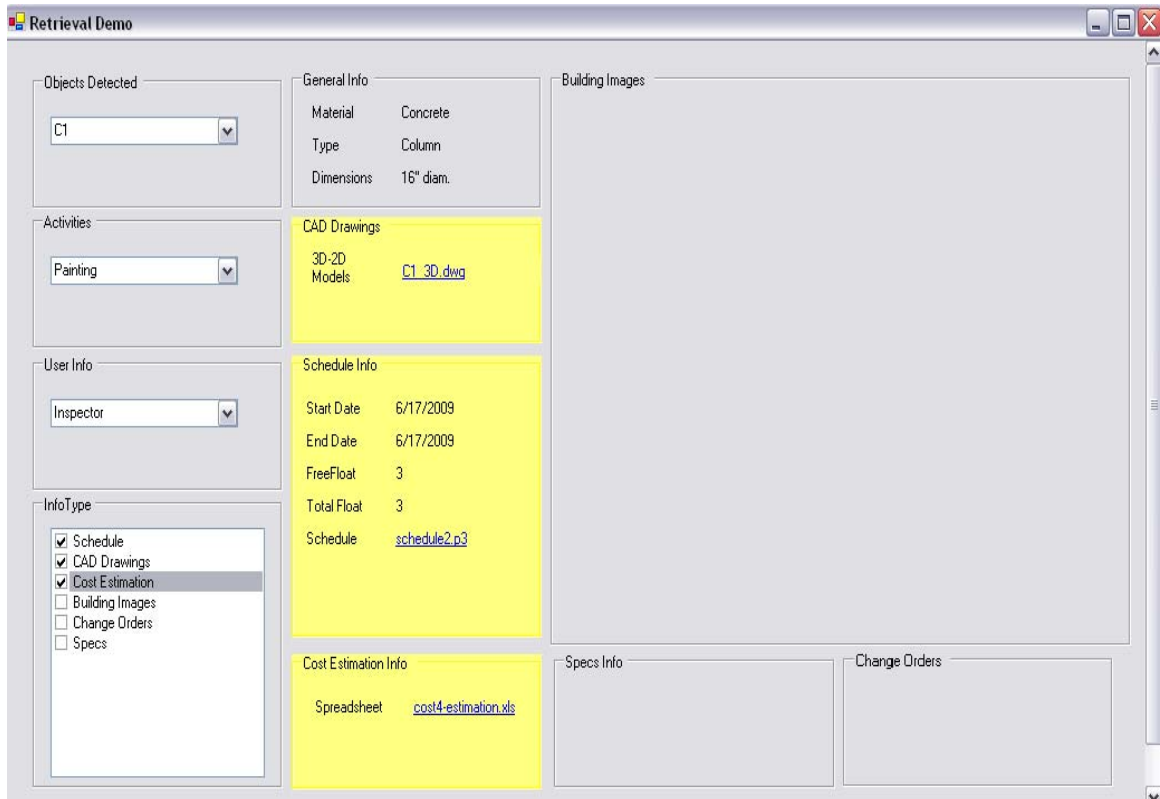 Retrieval Demo
Objects Detected
C1
Activities
Painting
User Info
Inspector
InfoType
Schedule
CAD Drawings
Cost Estimation
Building Images
Change Orders
Specs
General Info
Material Concrete
Type Column
Dimensions 16" diam.
CAD Drawings
3D-2D
Models C1_3D.dwg
Schedule Info
Start Date 6/17/2009
End Date 6/17/2009
FreeFloat 3
Total Float 3
Schedule schedule2.p3
Cost Estimation Info
Spreadsheet cost4-estimation.xls
Building Images
Specs Info
Change Orders